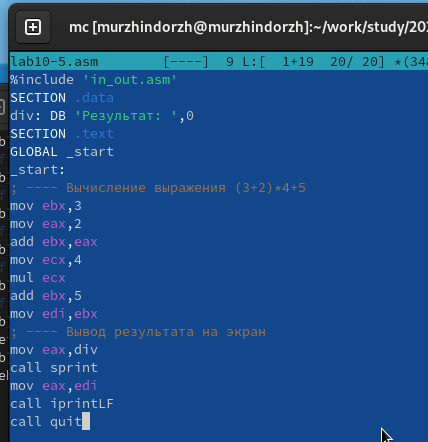 mc [murzhindorzh@murzhindorzh]:~/work/study/202
lab10-5.asm [----] 9 L:[ 1+19 20/ 20] *(348
%include 'in_out.asm'
SECTION .data
div: DB 'Результат: ',0
SECTION .text
GLOBAL _start
_start:
; ---- Вычисление выражения (3+2)*4+5
mov ebx,3
mov eax,2
add ebx,eax
mov ecx,4
mul ecx
add ebx,5
mov edi,ebx
; ---- Вывод результата на экран
mov eax,div
call sprint
mov eax,edi
call iprintLF
call quit